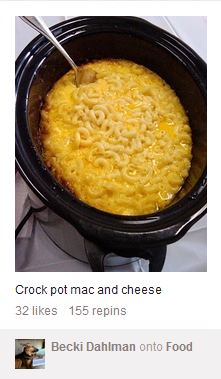 Crock pot mac and cheese
32 likes 155 repins
Becki Dahlman onto Food